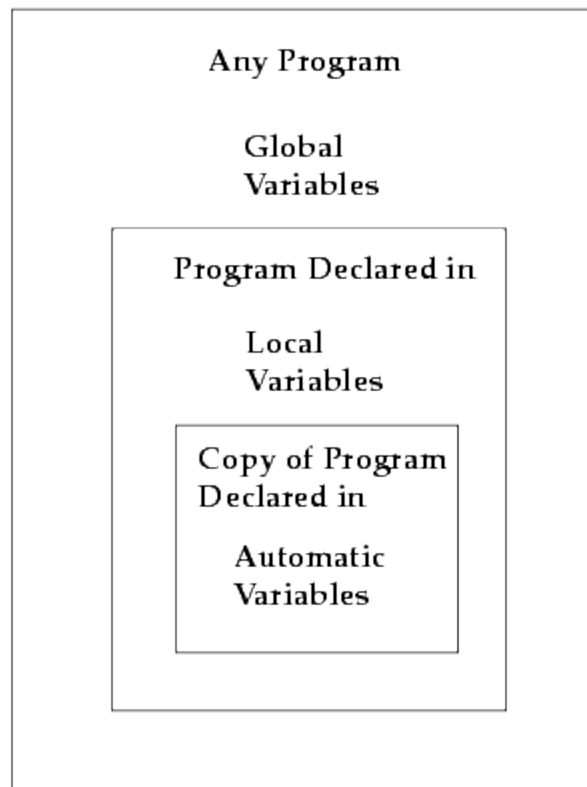 Any Program
Global
Variables
Program Declared in
Local
Variables
Copy of Program
Declared in
Automatic
Variables